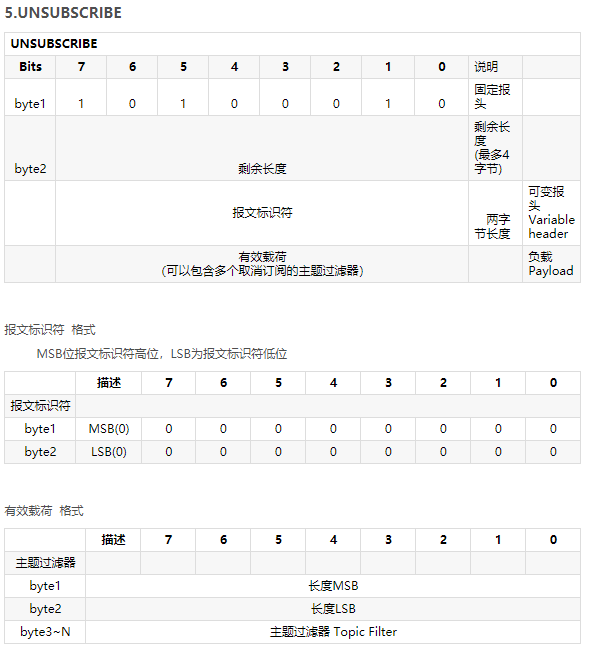 5.UNSUBSCRIBE
UNSUBSCRIBE
Bits 7 6 5 4 3 2 1 0 说明
byte1 1 0 1 0 0 0 1 0 固定报
头
byte2 剩余长度 剩余长
度
(最多4
字节)
报文标识符 两字
节长度 可变报
头
Variable
header
有效载荷
（可以包含多个取消订阅的主题过滤器） 负载
Payload
报文标识符 格式
MSB位报文标识符高位，LSB为报文标识符低位
描述 7 6 5 4 3 2 1 0
报文标识符
byte1 MSB(0) 0 0 0 0 0 0 0 0
byte2 LSB(0) 0 0 0 0 0 0 0 0
有效载荷 格式
描述 7 6 5 4 3 2 1 0
主题过滤器
byte1 长度MSB
byte2 长度LSB
byte3~N 主题过滤器 Topic Filter